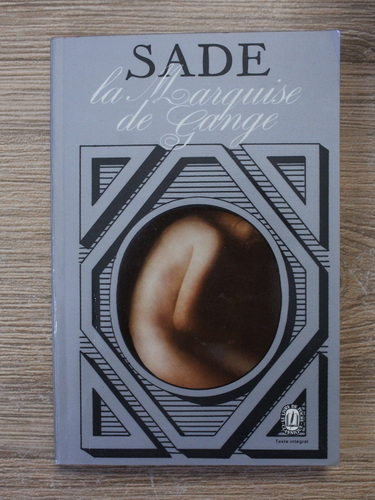 SADE
la Marquise
de Gange
Texte intégral